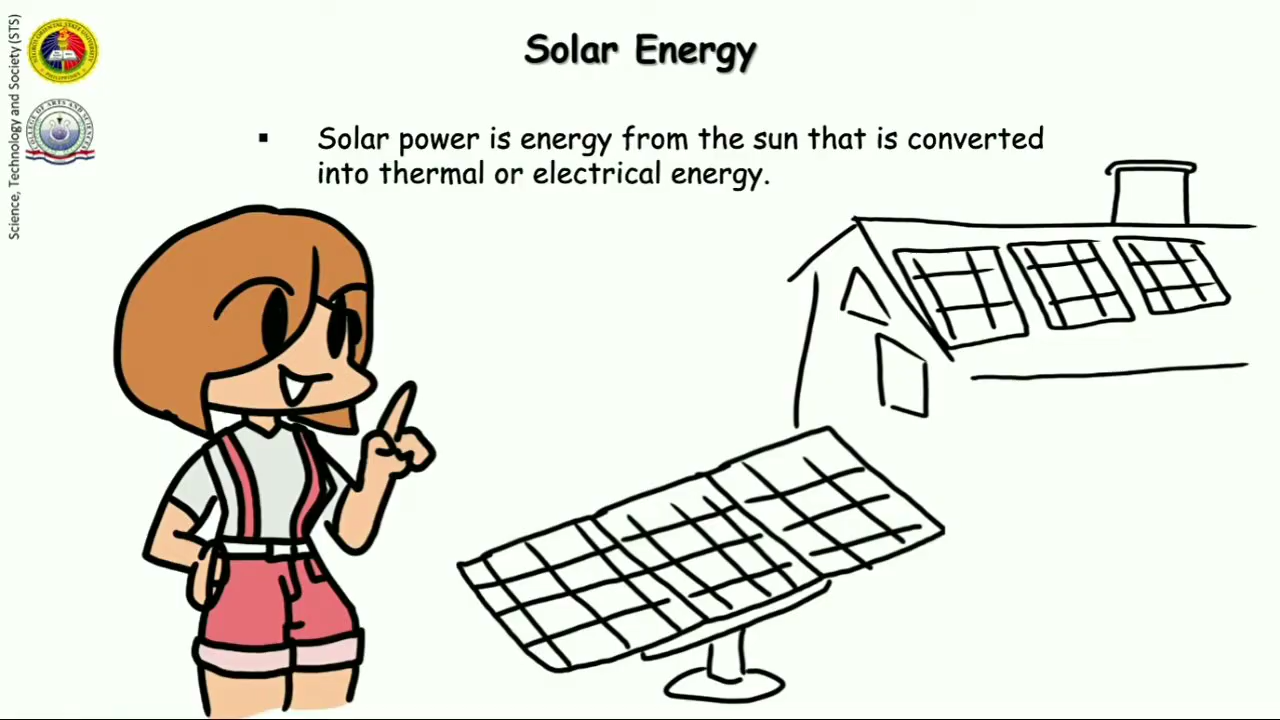 Science, Technology and Society (STS)
Solar Energy
▪ Solar power is energy from the sun that is converted
into thermal or electrical energy.